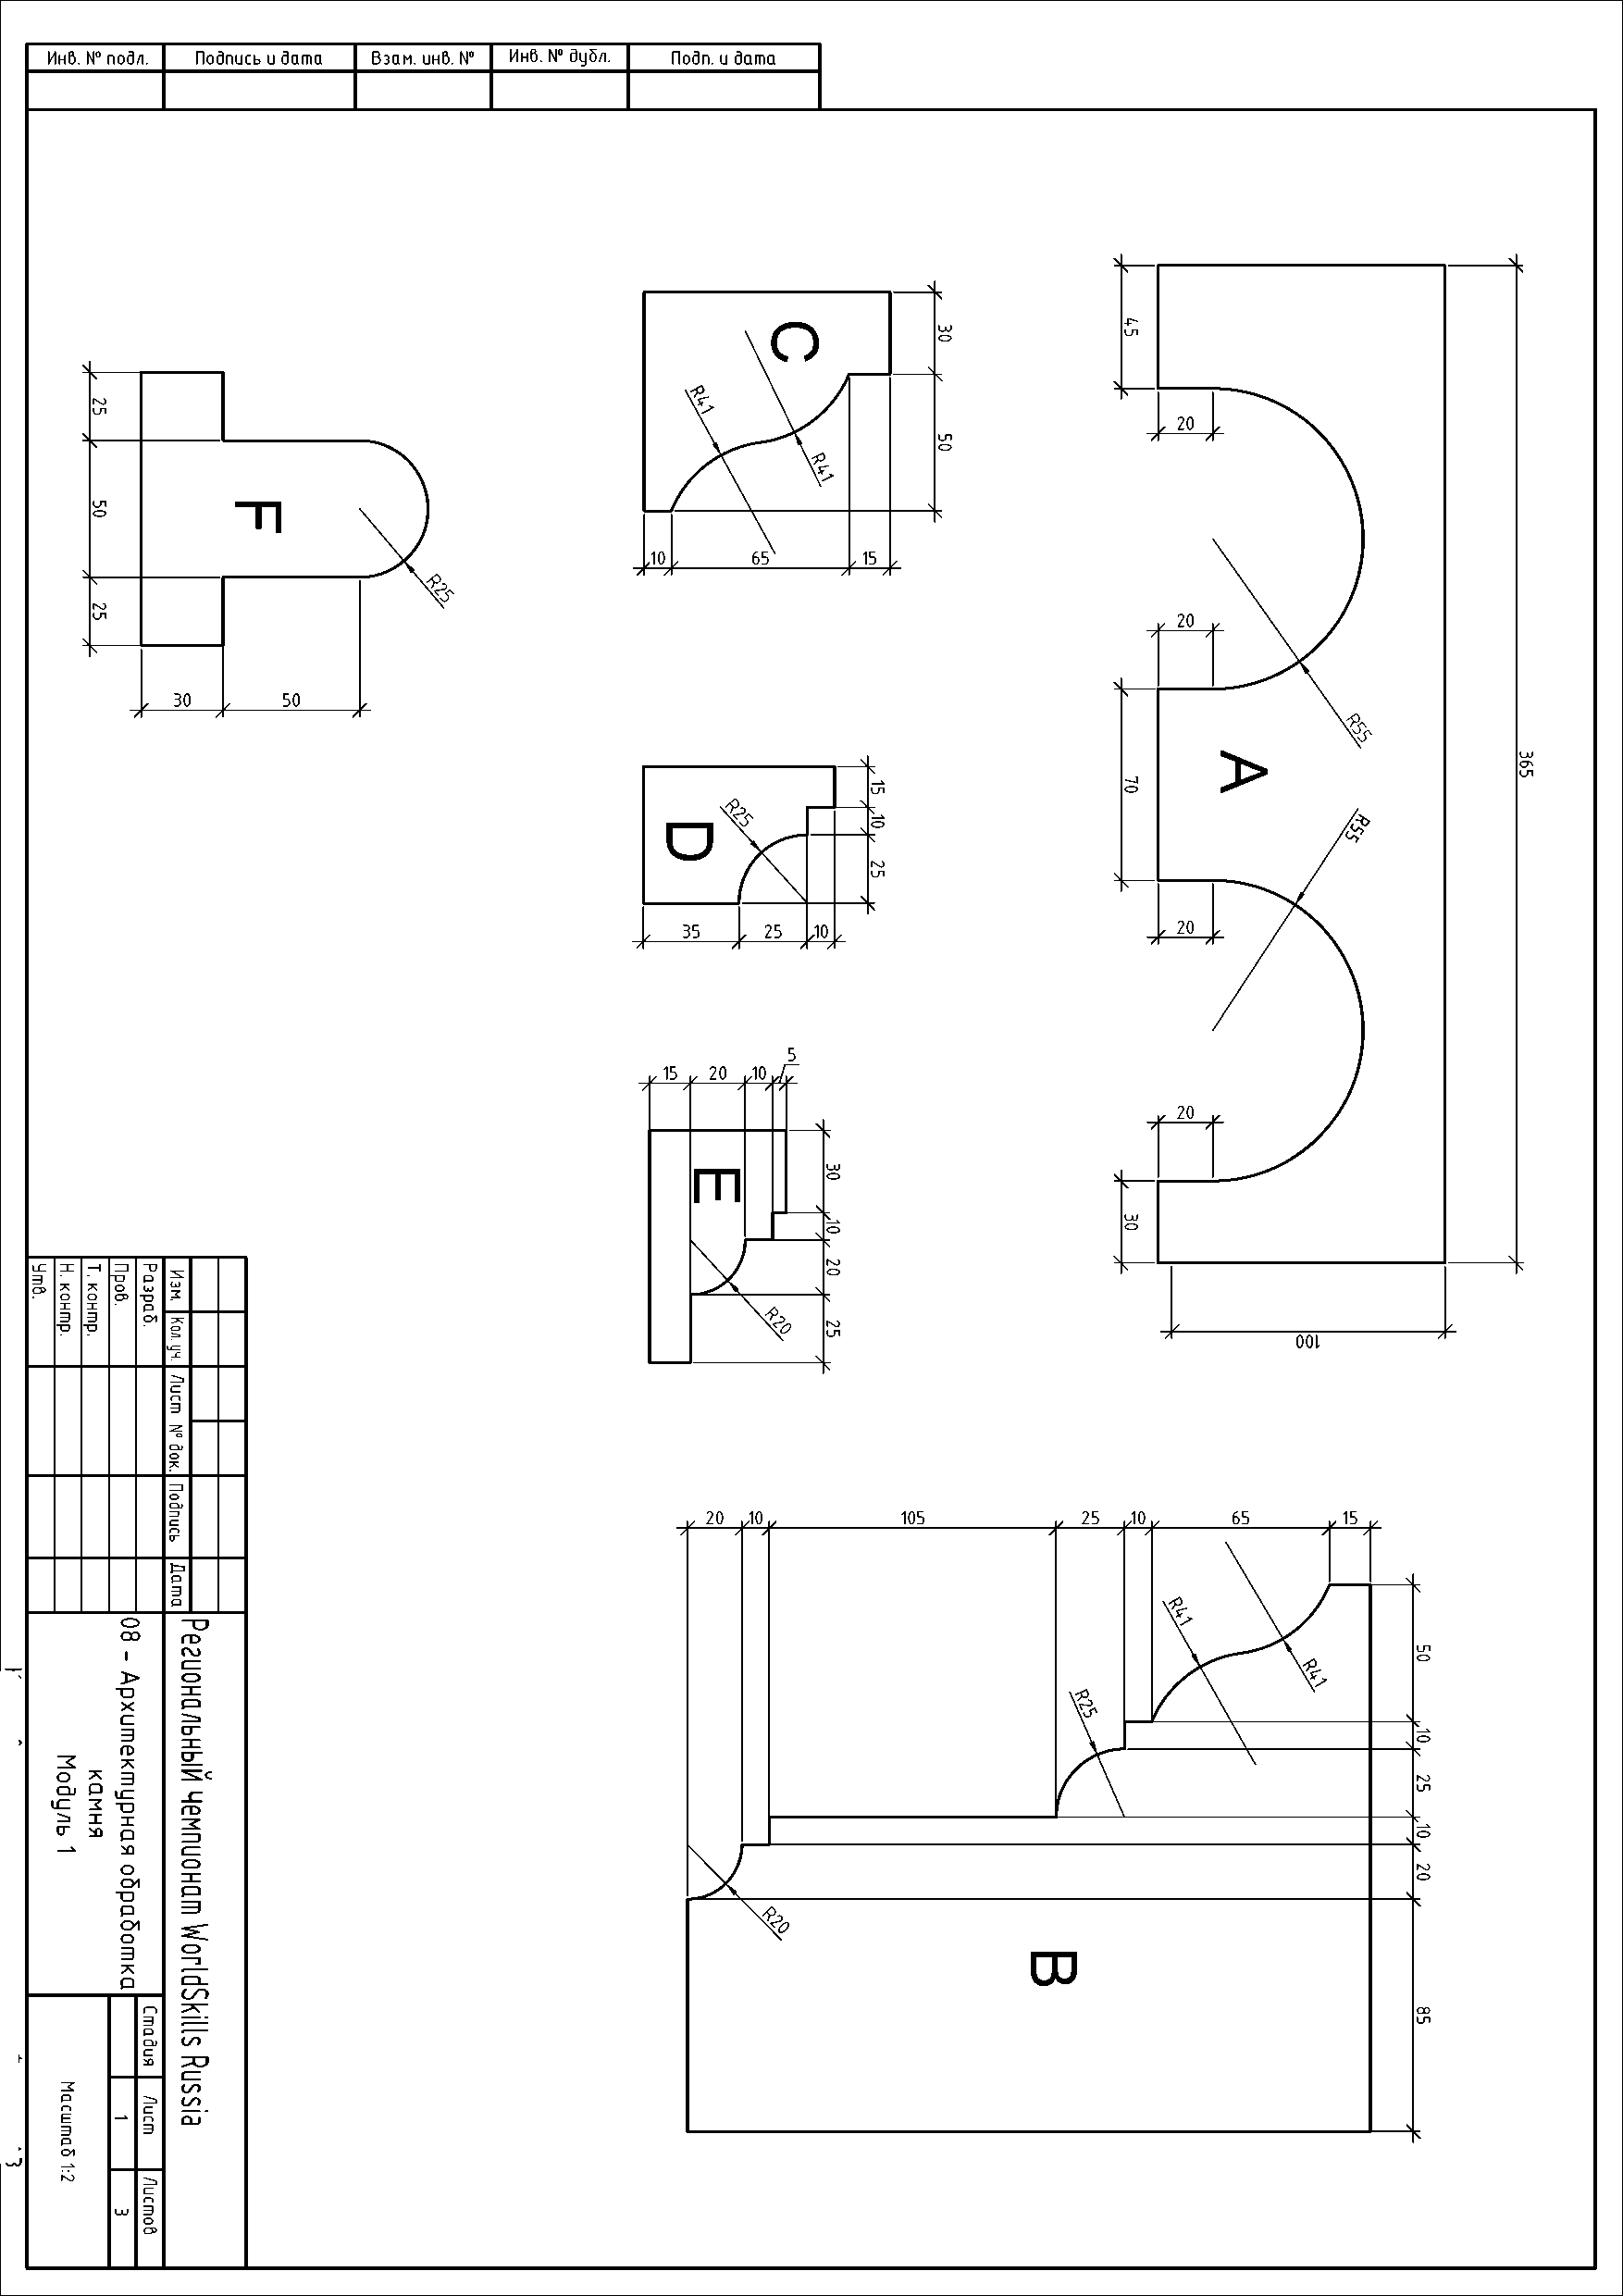 Инв. № подл.
Подпись и дата
Взам. инв. №
Инв. № дубл.
Подп. и дата
365
A
45
20
R55
20
70
R55
20
20
30
100
C
30
50
R41
R41
10
65
15
D
15
10
25
R25
35
25
10
E
15
20
10
5
30
10
20
25
R20
F
25
50
25
R25
30
50
B
20
10
105
25
10
65
15
50
10
25
10
20
85
R41
R41
R25
R20
Изм.
Кол.уч.
Лист
№ док.
Подпись
Дата
Разраб.
Пров.
Т. контр.
Н. контр.
Утв.
Региональный чемпионат WorldSkills Russia
08 – Архитектурная обработка
камня
Модуль 1
Стадия
Лист
Листов
1
3
Масштаб 1:2